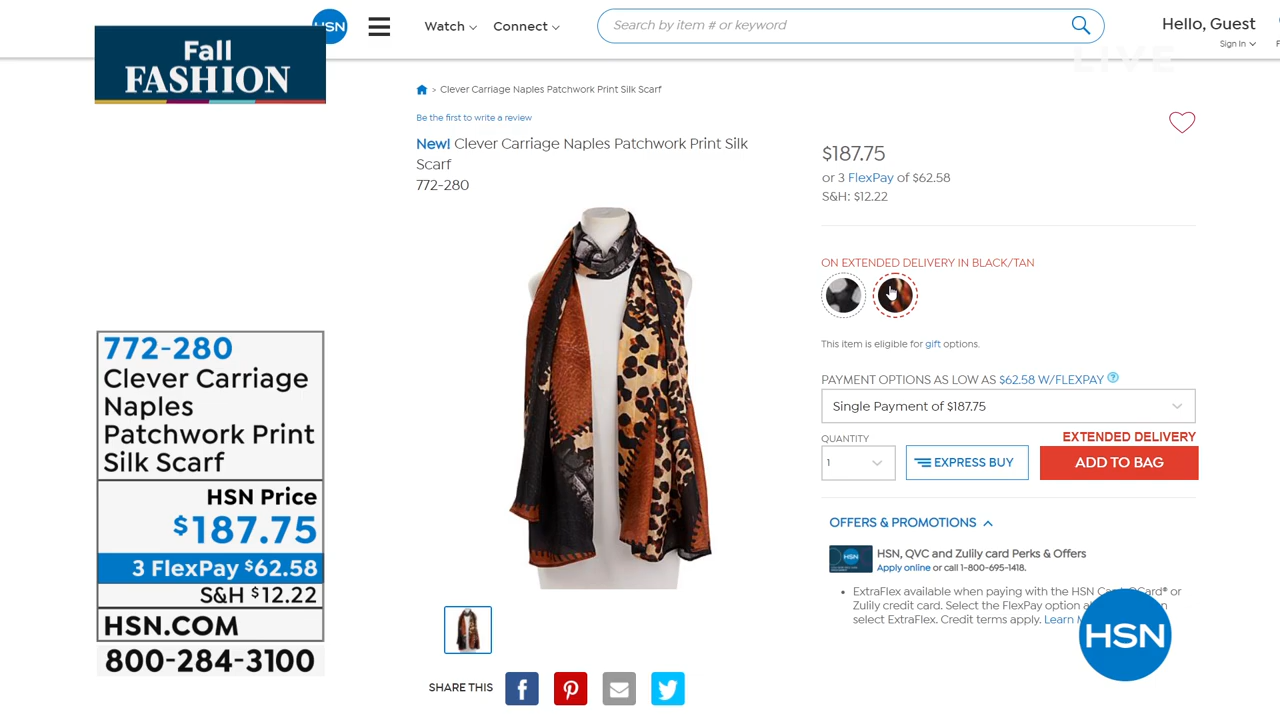 HSN
Watch
Connect
Search by item # or keyword
Hello, Guest
Sign In
Fall
FASHION
LIVE
> Clever Carriage Naples Patchwork Print Silk Scarf
Be the first to write a review
New! Clever Carriage Naples Patchwork Print Silk
Scarf
772-280
$187.75
or 3 FlexPay of $62.58
S&H: $12.22
ON EXTENDED DELIVERY IN BLACK/TAN
This item is eligible for gift options.
PAYMENT OPTIONS AS LOW AS $62.58 W/FLEXPAY ?
Single Payment of $187.75
QUANTITY
EXTENDED DELIVERY
1
EXPRESS BUY
ADD TO BAG
OFFERS & PROMOTIONS
HSN
HSN, QVC and Zulily card Perks & Offers
Apply online or call 1-800-695-1418.
• ExtraFlex available when paying with the HSN Card® or
Zulily credit card. Select the FlexPay option
select ExtraFlex. Credit terms apply. Learn
HSN
SHARE THIS
772-280
Clever Carriage
Naples
Patchwork Print
Silk Scarf
HSN Price
$187.75
3 FlexPay $62.58
S&H $12.22
HSN.COM
800-284-3100